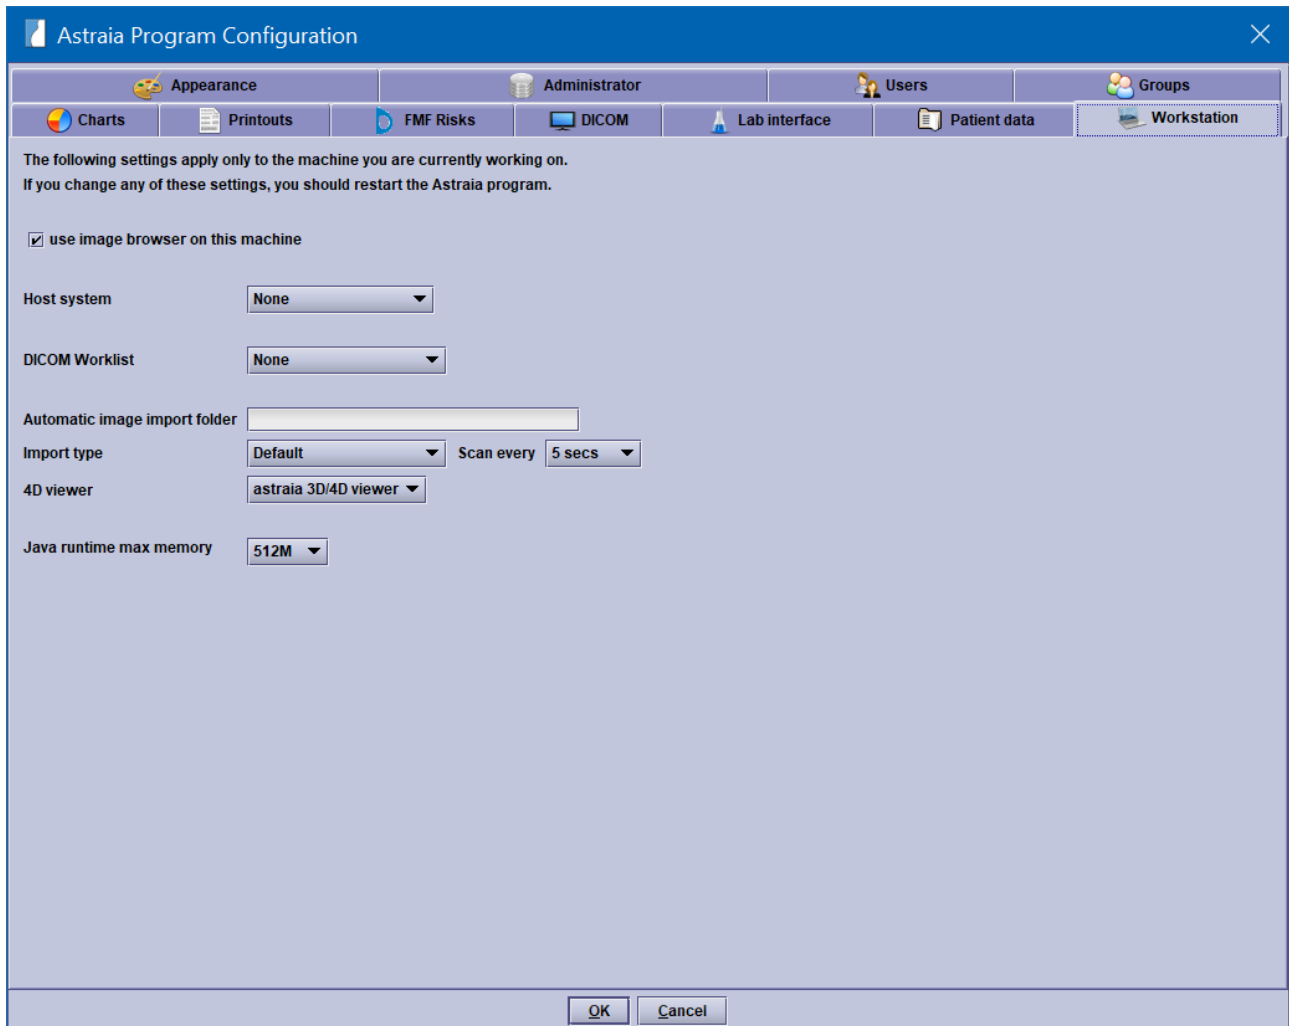 Astraia Program Configuration
Appearance Administrator Users Groups
Charts Printouts FMF Risks DICOM Lab interface Patient data Workstation
The following settings apply only to the machine you are currently working on.
If you change any of these settings, you should restart the Astraia program.
use image browser on this machine
Host system None
DICOM Worklist None
Automatic image import folder
Import type Default Scan every 5 secs
4D viewer astraia 3D/4D viewer
Java runtime max memory 512M
OK Cancel